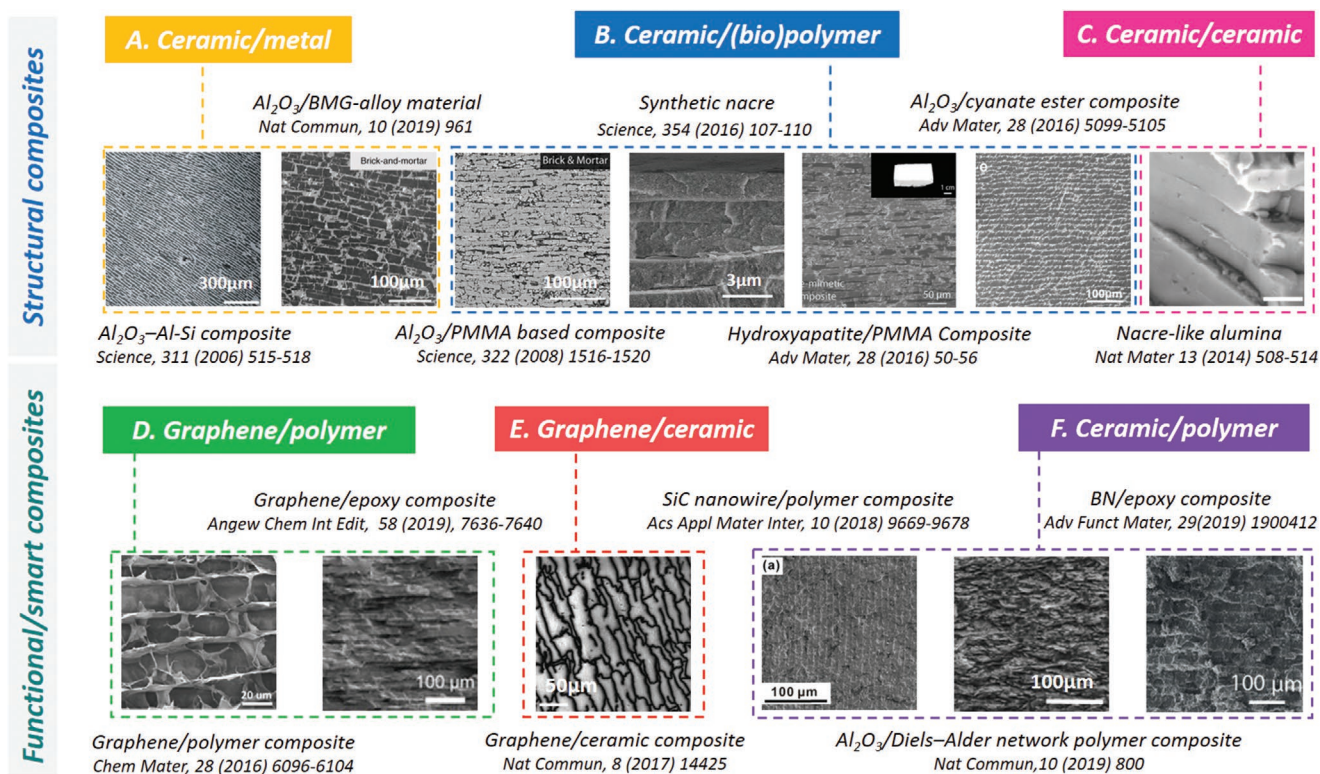 Structural composites
A. Ceramic/metal
B. Ceramic/(bio)polymer
C. Ceramic/ceramic
Al₂O₃/BMG-alloy material
Nat Commun, 10 (2019) 961
Synthetic nacre
Science, 354 (2016) 107-110
Al₂O₃/cyanate ester composite
Adv Mater, 28 (2016) 5099-5105
300μm
Brick-and-mortar
100μm
Brick & Mortar
100μm
3μm
1 cm
e-mimetic
omposite
50 μm
100μm
Al₂O₃–Al-Si composite
Science, 311 (2006) 515-518
Al₂O₃/PMMA based composite
Science, 322 (2008) 1516-1520
Hydroxyapatite/PMMA Composite
Adv Mater, 28 (2016) 50-56
Nacre-like alumina
Nat Mater 13 (2014) 508-514
Functional/smart composites
D. Graphene/polymer
E. Graphene/ceramic
F. Ceramic/polymer
Graphene/epoxy composite
Angew Chem Int Edit, 58 (2019), 7636-7640
SiC nanowire/polymer composite
Acs Appl Mater Inter, 10 (2018) 9669-9678
BN/epoxy composite
Adv Funct Mater, 29(2019) 1900412
20 um
100 μm
50μm
(a)
100 μm
100μm
100 μm
Graphene/polymer composite
Chem Mater, 28 (2016) 6096-6104
Graphene/ceramic composite
Nat Commun, 8 (2017) 14425
Al₂O₃/Diels–Alder network polymer composite
Nat Commun,10 (2019) 800